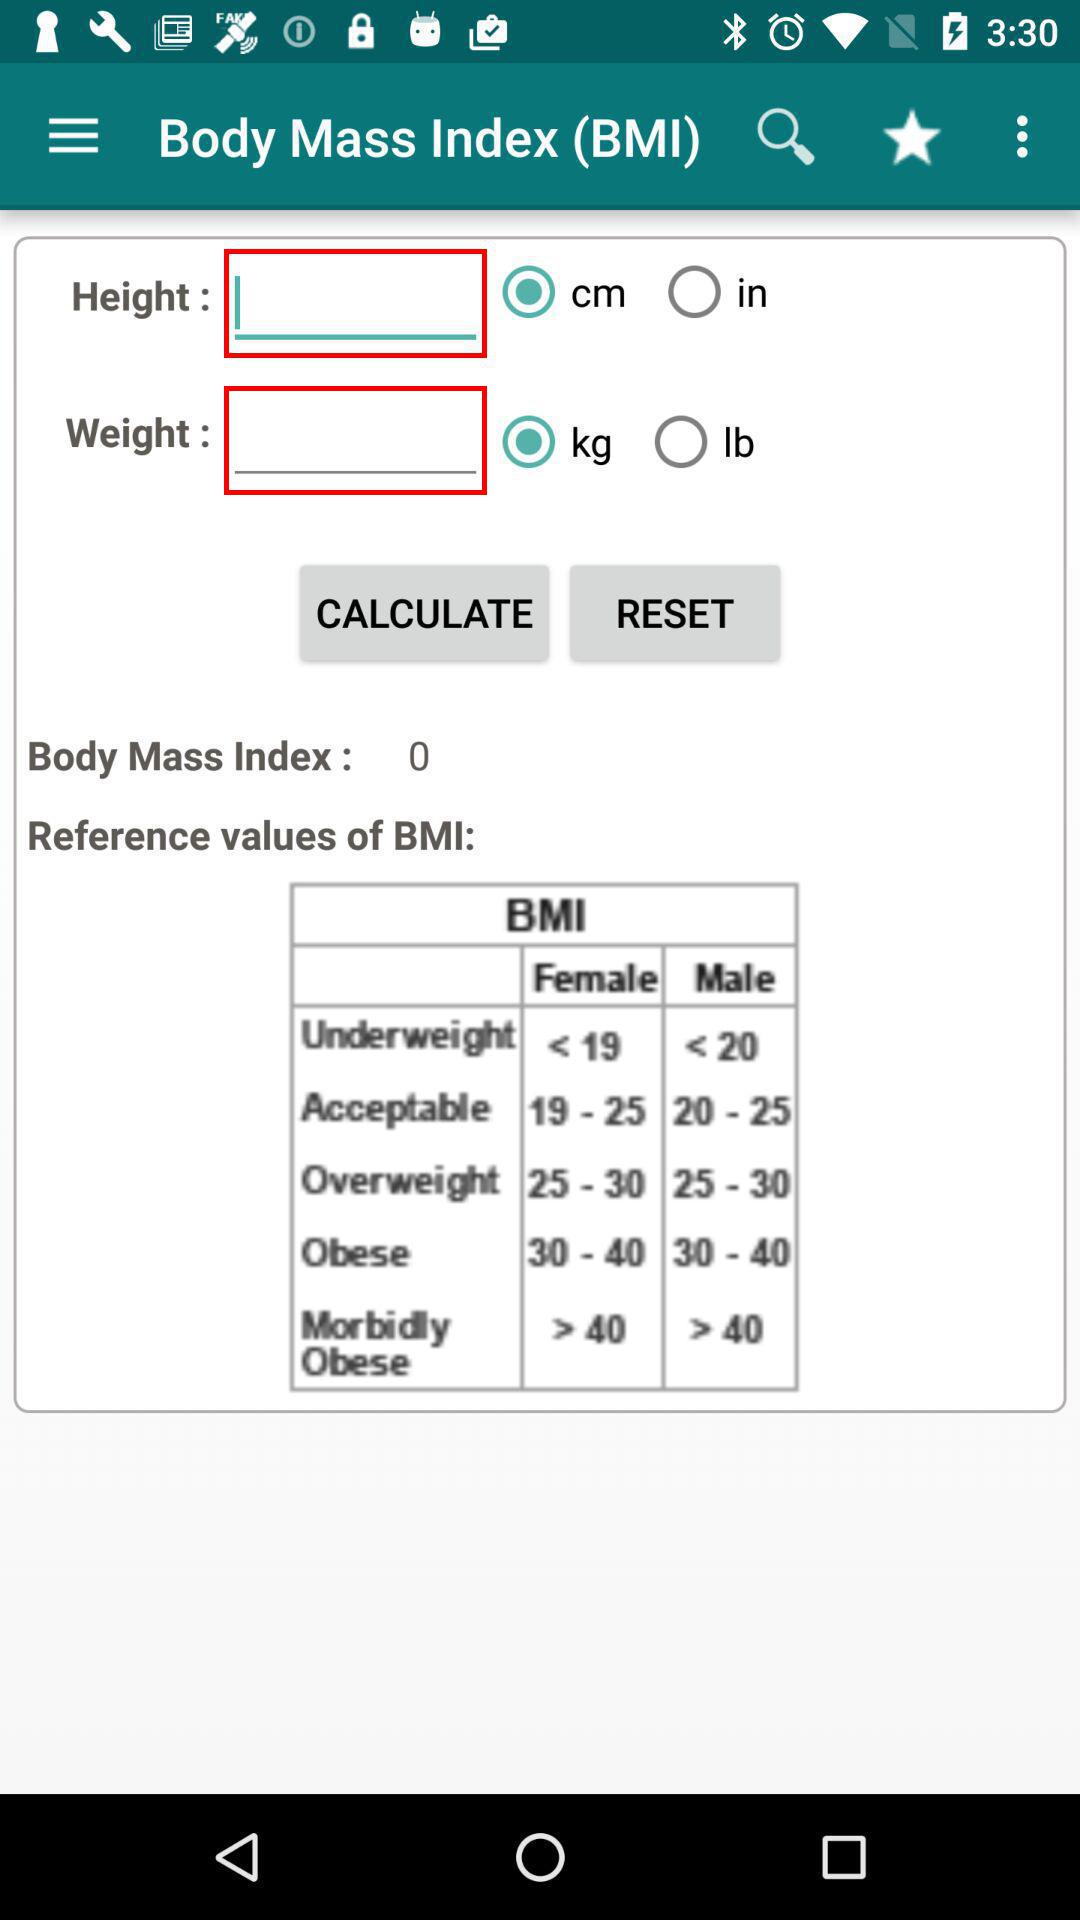 FAKE
3:30
Body Mass Index (BMI)
Height : cm in
Weight : kg lb
CALCULATE RESET
Body Mass Index : 0
Reference values of BMI:
BMI
Female Male
Underweight < 19 < 20
Acceptable 19 - 25 20 - 25
Overweight 25 - 30 25 - 30
Obese 30 - 40 30 - 40
Morbidly Obese > 40 > 40